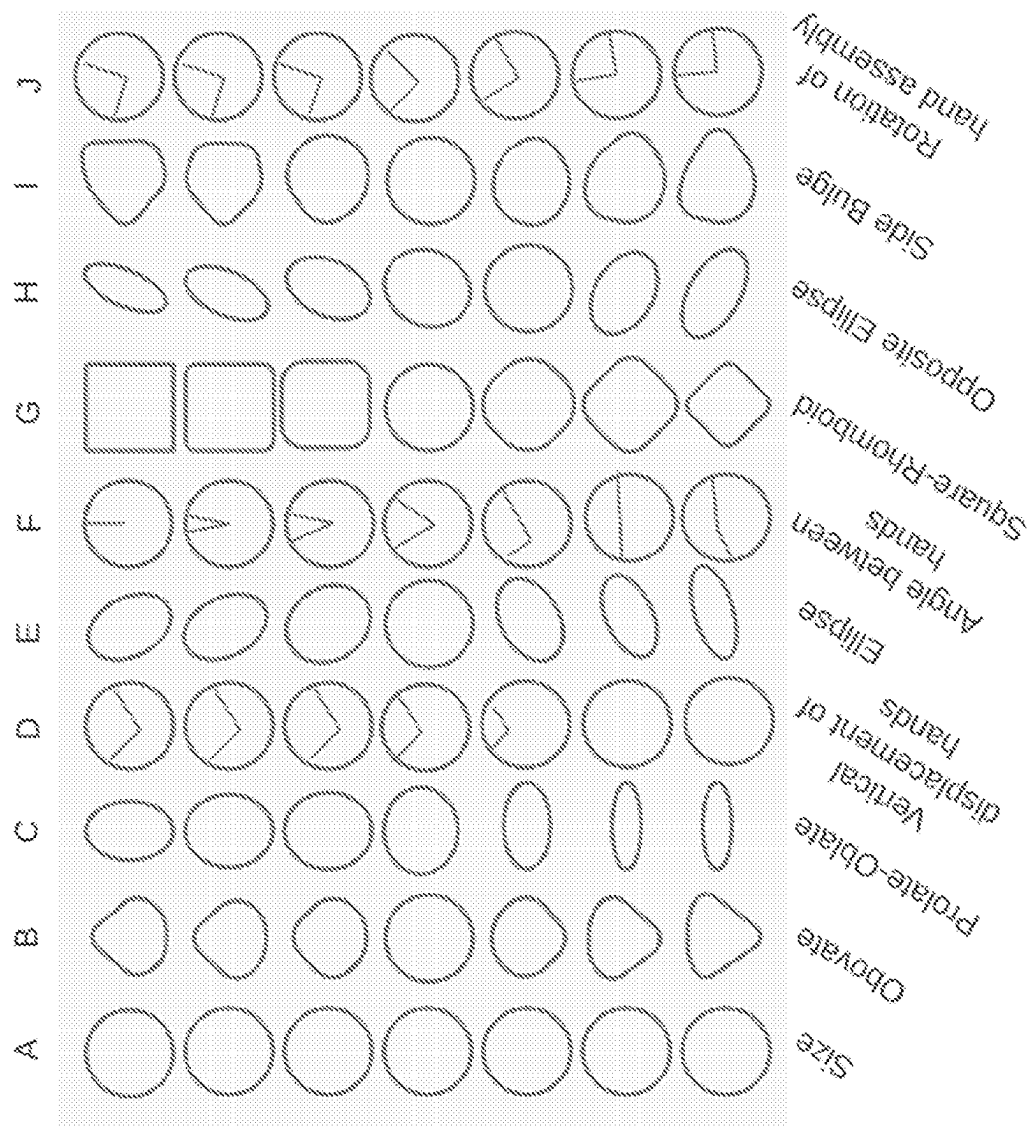 A
B
C
D
E
F
G
H
I
J
Size
Obovate
Prolate-Oblate
Vertical
displacement of
hands
Ellipse
Angle between
hands
Square-Rhomboid
Opposite Ellipse
Side Bulge
Rotation of
hand assembly